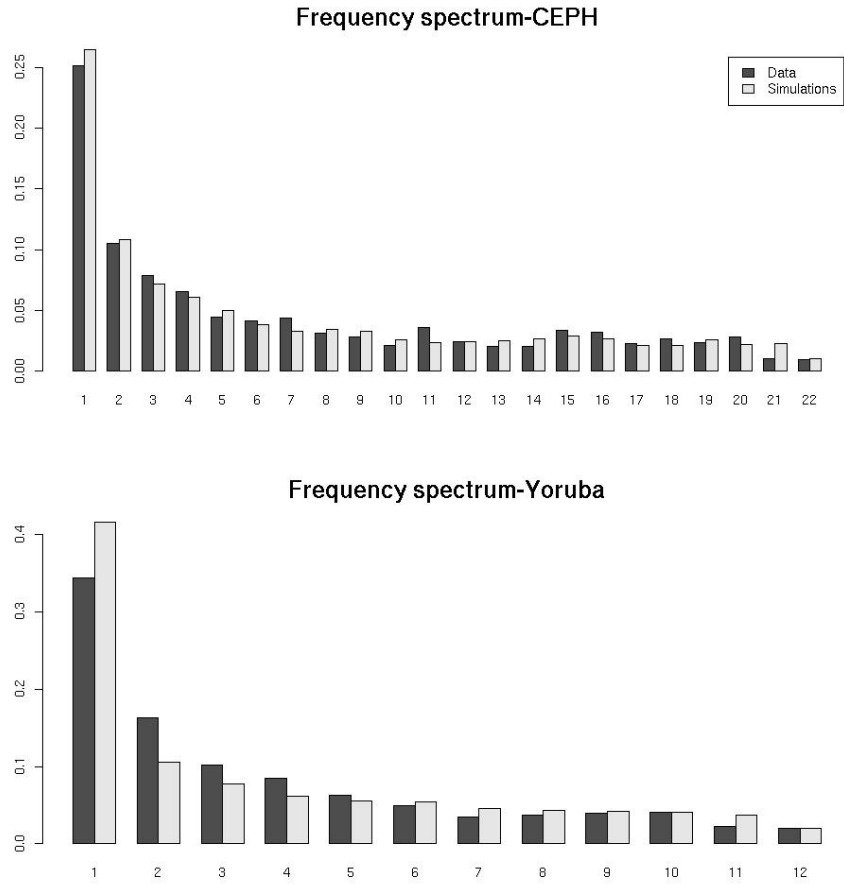 Frequency spectrum-CEPH
Data
Simulations
0.25
0.20
0.15
0.10
0.05
0.00
1 2 3 4 5 6 7 8 9 10 11 12 13 14 15 16 17 18 19 20 21 22
Frequency spectrum-Yoruba
0.4
0.3
0.2
0.1
0.0
1 2 3 4 5 6 7 8 9 10 11 12